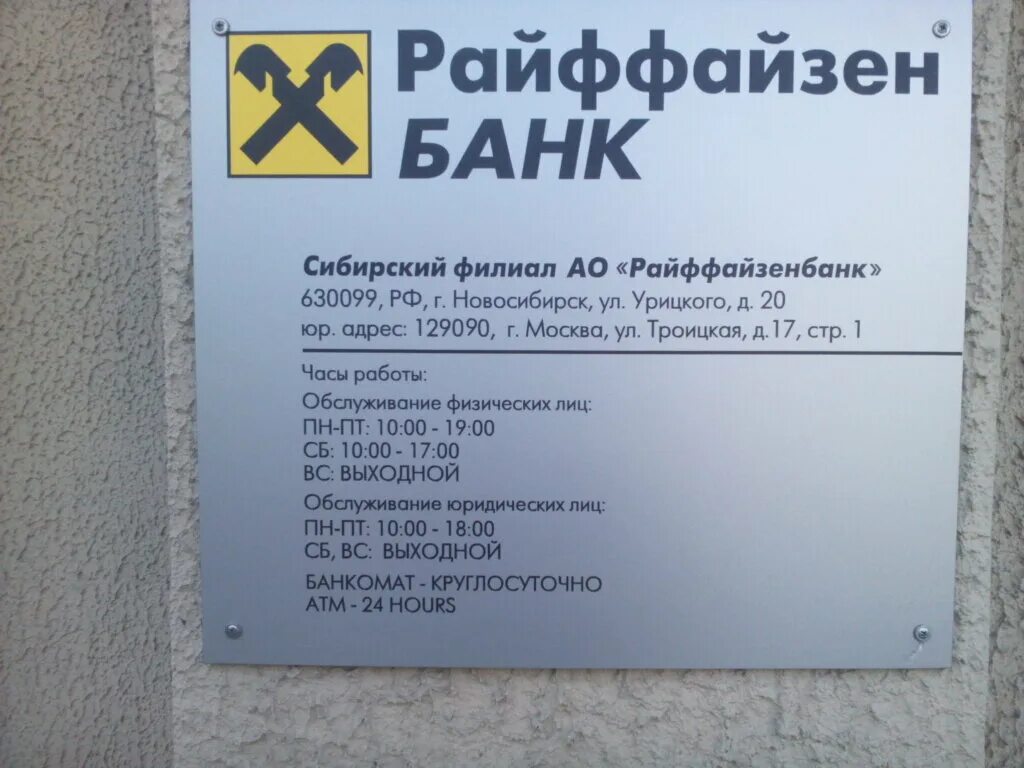 Райффайзен
БАНК
Сибирский филиал АО «Райффайзенбанк»
630099, РФ, г. Новосибирск, ул. Урицкого, д. 20
юр. адрес: 129090, г. Москва, ул. Троицкая, д.17, стр. 1
Часы работы:
Обслуживание физических лиц:
ПН-ПТ: 10:00 - 19:00
СБ: 10:00 - 17:00
ВС: ВЫХОДНОЙ
Обслуживание юридических лиц:
ПН-ПТ: 10:00 - 18:00
СБ, ВС: ВЫХОДНОЙ
БАНКОМАТ - КРУГЛОСУТОЧНО
ATM - 24 HOURS